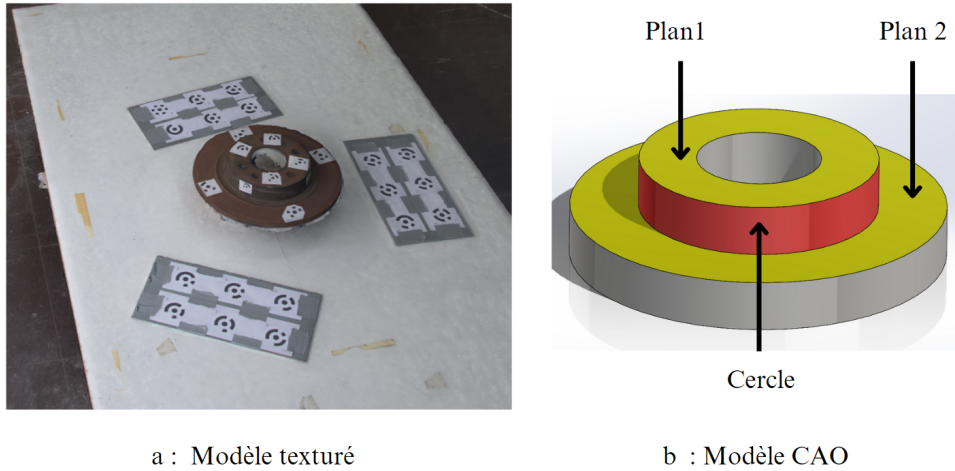 Plan1
Plan 2
Cercle
a : Modèle texturé
b : Modèle CAO